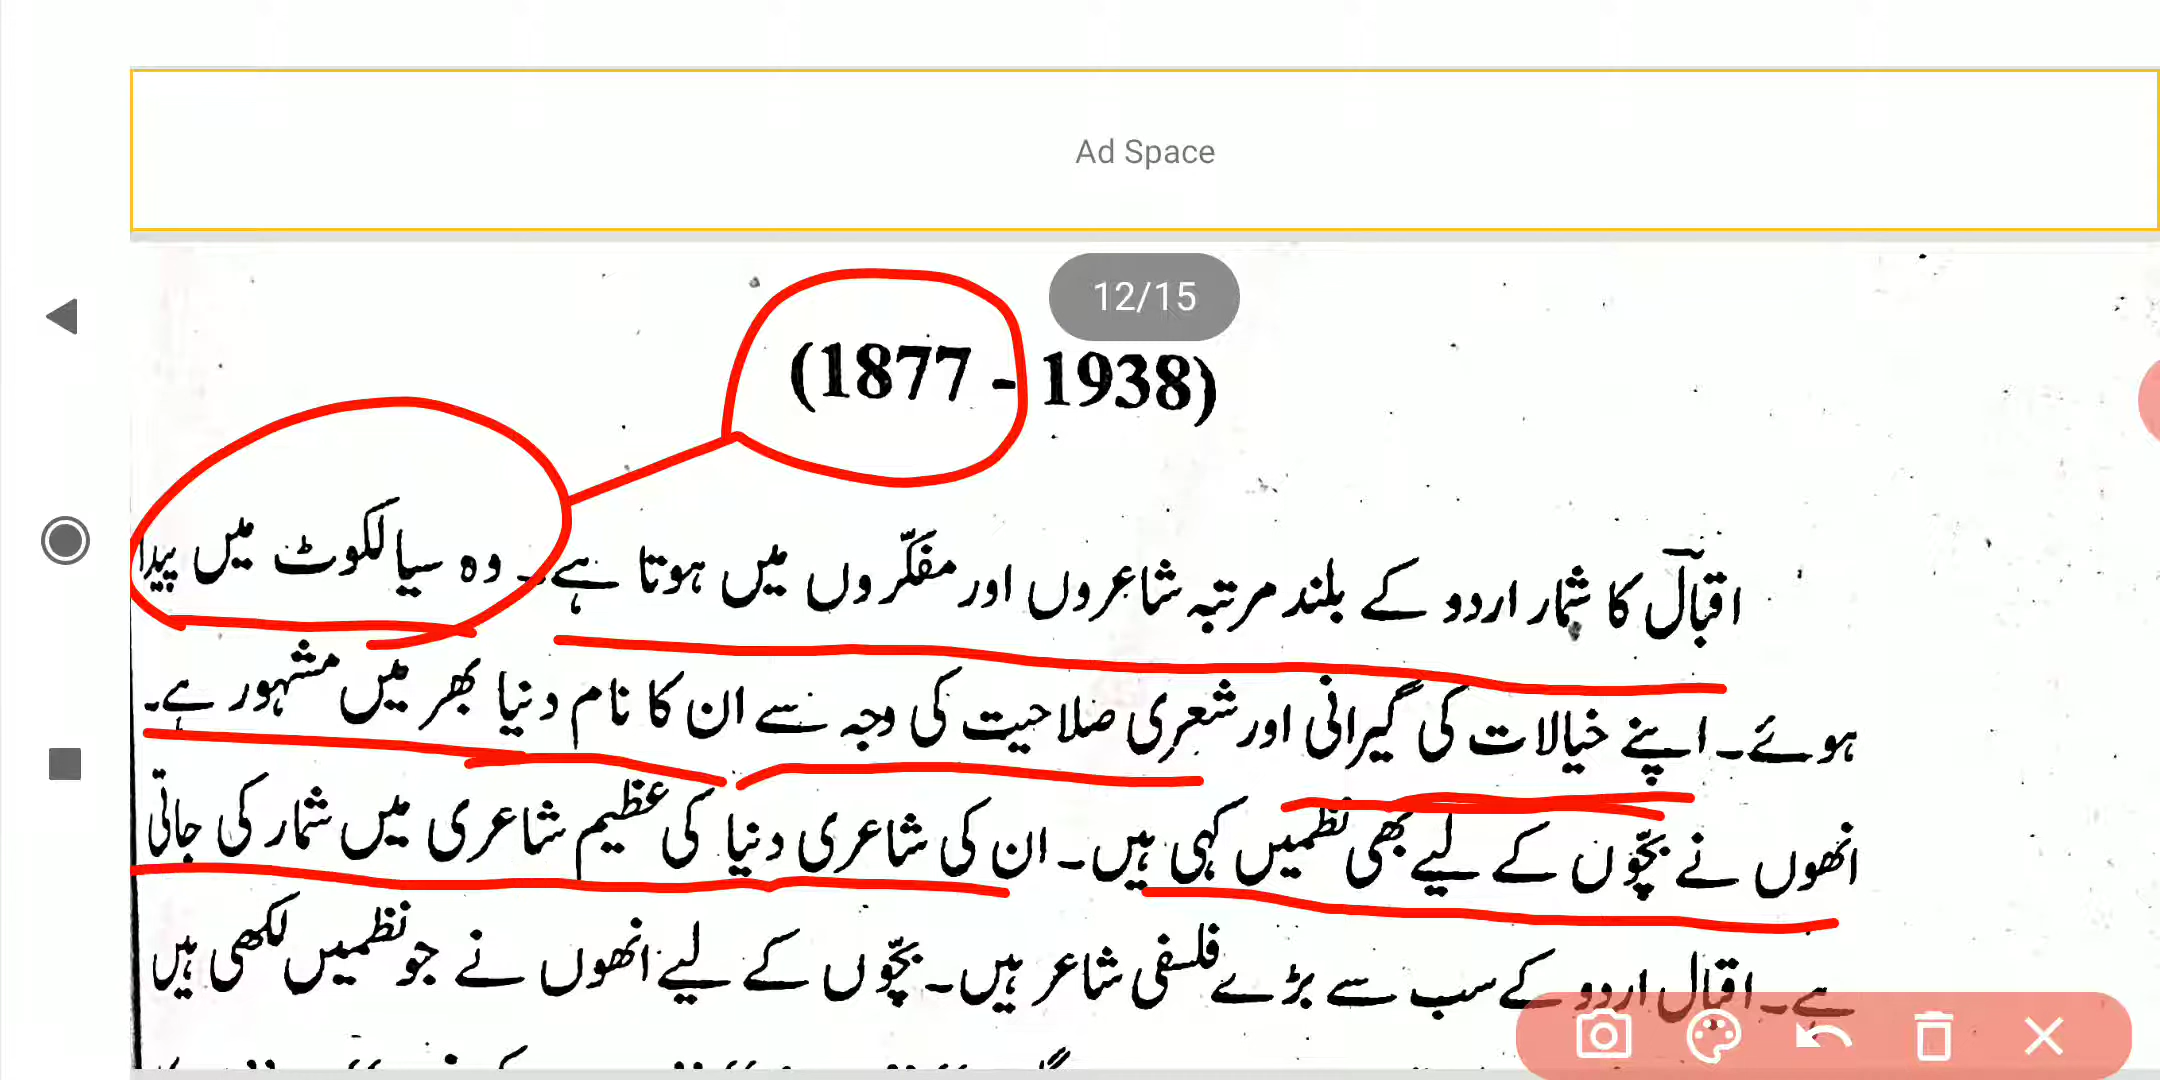 Ad Space
12/15
(1877 - 1938)
اقبالؔ کا شمار اردو کے بلند مرتبہ شاعروں اور مفکّروں میں ہوتا ہے۔ وہ سیالکوٹ میں پیدا
ہوئے۔ اپنے خیالات کی گیرائی اور شعری صلاحیت کی وجہ سے ان کا نام دنیا بھر میں مشہور ہے۔
انھوں نے بچّوں کے لیے بھی نظمیں کہی ہیں۔ ان کی شاعری دنیا کی عظیم شاعری میں شمار کی جاتی
ہے۔ اقبال اردو کے سب سے بڑے فلسفی شاعر ہیں۔ بچّوں کے لیے انھوں نے جو نظمیں لکھی ہیں